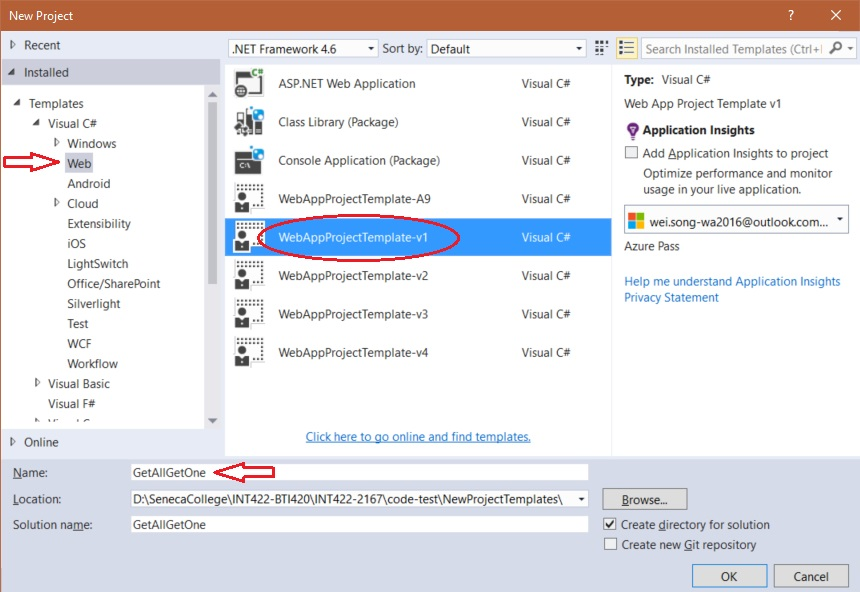 New Project
?
Recent
Installed
Templates
Visual C#
Windows
Web
Android
Cloud
Extensibility
iOS
LightSwitch
Office/SharePoint
Silverlight
Test
WCF
Workflow
Visual Basic
Visual F#
Online
.NET Framework 4.6 Sort by: Default
Search Installed Templates (Ctrl+
ASP.NET Web Application Visual C#
Class Library (Package) Visual C#
Console Application (Package) Visual C#
WebAppProjectTemplate-A9 Visual C#
WebAppProjectTemplate-v1 Visual C#
WebAppProjectTemplate-v2 Visual C#
WebAppProjectTemplate-v3 Visual C#
WebAppProjectTemplate-v4 Visual C#
Click here to go online and find templates.
Type: Visual C#
Web App Project Template v1
Application Insights
Add Application Insights to project
Optimize performance and monitor
usage in your live application.
wei.song-wa2016@outlook.com...
Azure Pass
Help me understand Application Insights
Privacy Statement
Name: GetAllGetOne
Location: D:\SenecaCollege\INT422-BTI420\INT422-2167\code-test\NewProjectTemplates\ Browse...
Solution name: GetAllGetOne
Create directory for solution
Create new Git repository
OK Cancel